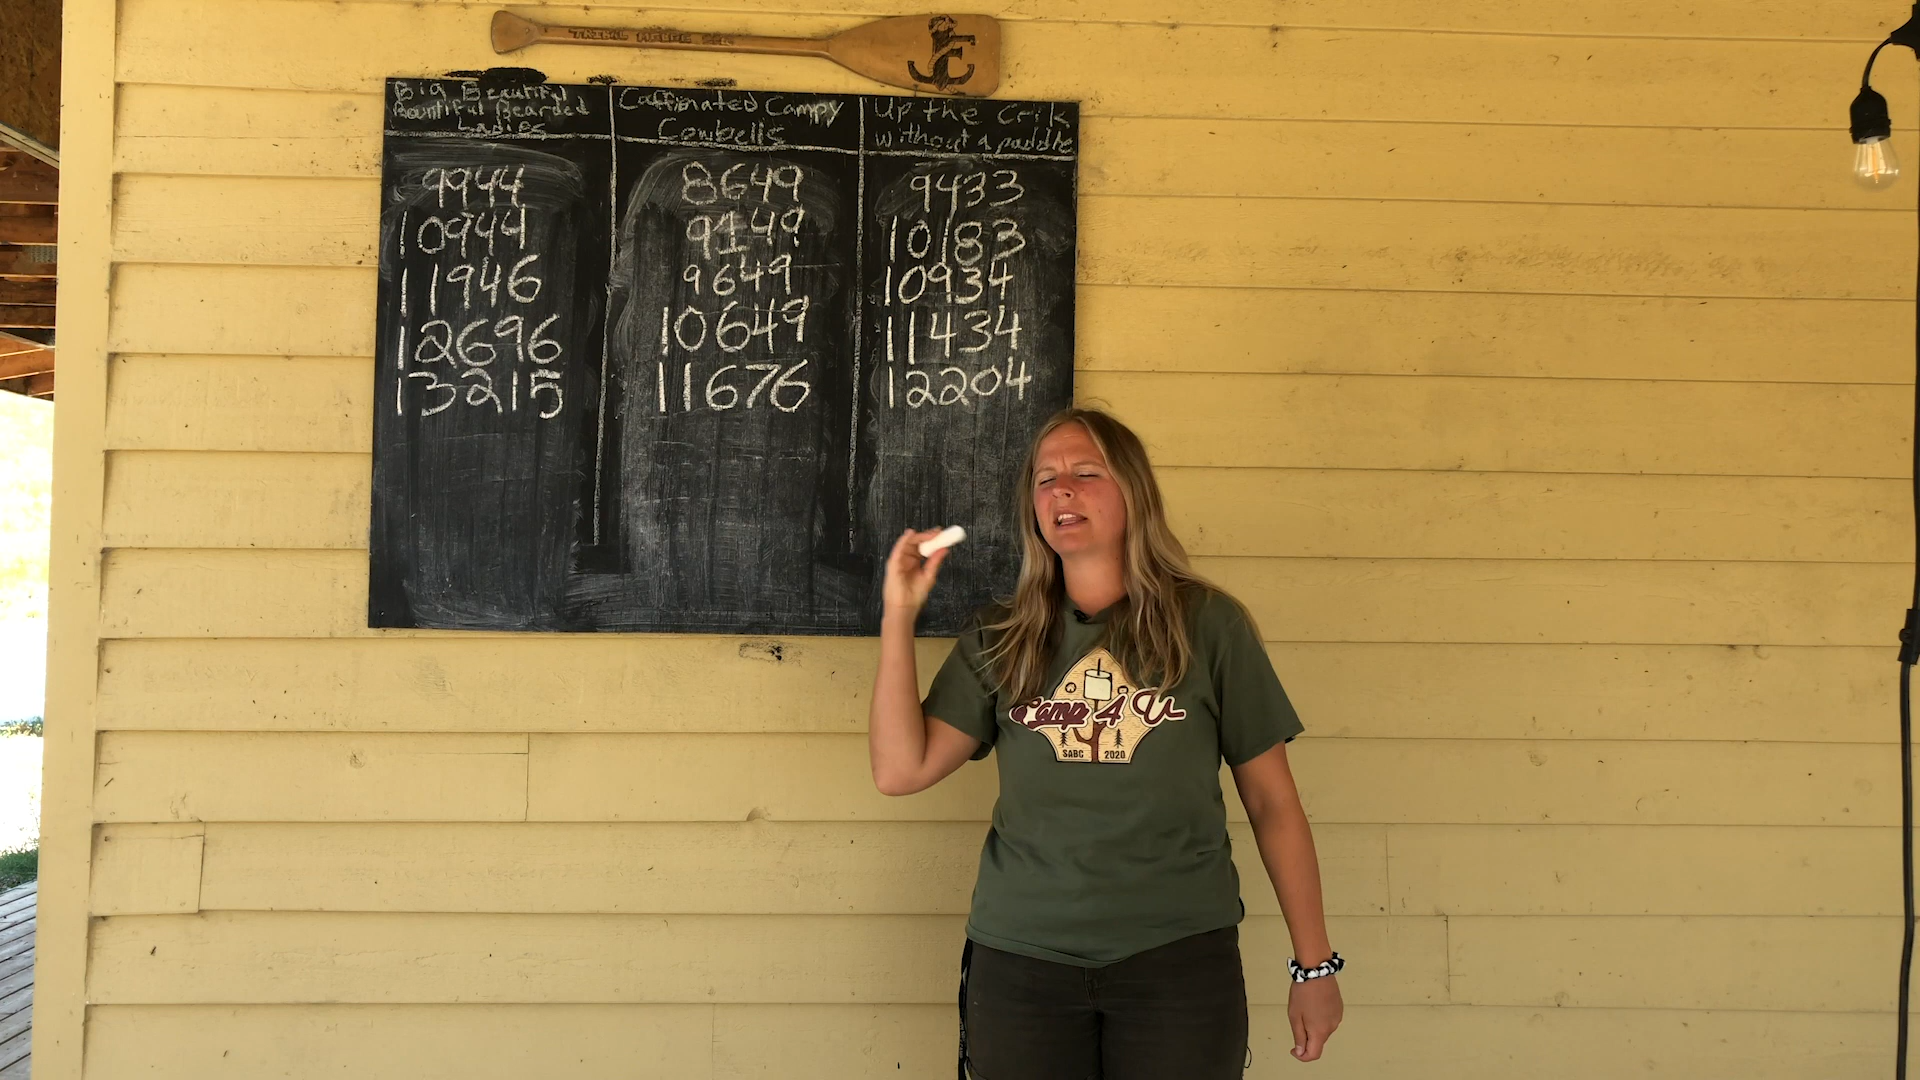 Big Beautiful
Bountiful Bearded
Ladies
9944
10944
11946
12696
13215
Caffinated Campy
Cowbells
8649
9149
9649
10649
11676
Up the crik
without a paddle
9433
10183
10934
11434
12204
Camp 4 U
SABC 2020